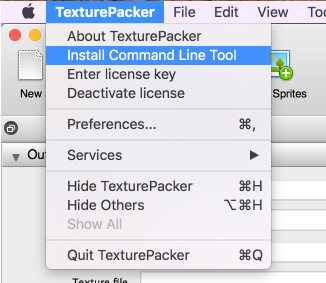 TexturePacker File Edit View Too
About TexturePacker
Install Command Line Tool
Enter license key
Deactivate license
New
Sprites
Preferences... ⌘,
Services ▶
Out
Hide TexturePacker ⌘H
Hide Others ⌥⌘H
Show All
Quit TexturePacker ⌘Q
Texture file